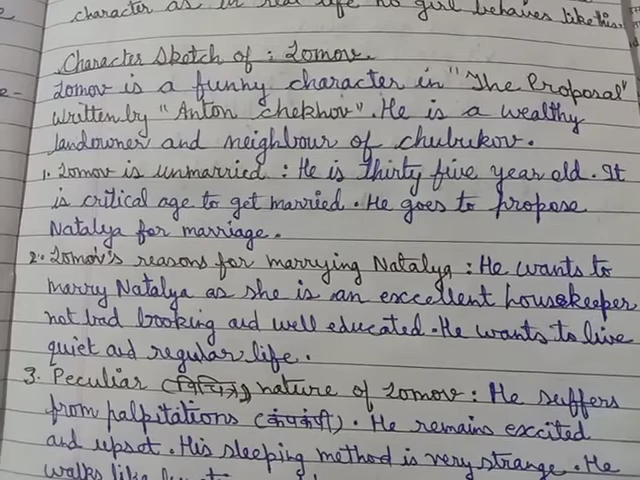 character as in real life no girl behaves like this.
Character Sketch of : Lomov.
Lomov is a funny character in "The Proposal"
written by "Anton Chekhov". He is a wealthy
landowner and neighbour of chubukov.
1. Lomov is unmarried : He is thirty five year old. It
is critical age to get married. He goes to propose
Natalya for marriage.
2. Lomov's reasons for marrying Natalya : He wants to
marry Natalya as she is an excellent housekeeper
not bad looking and well educated. He wants to live
quiet and regular life.
3. Peculiar (विचित्र) nature of Lomov : He suffers
from palpitations (कंपकंपी). He remains excited
and upset. His sleeping method is very strange. He
walks like